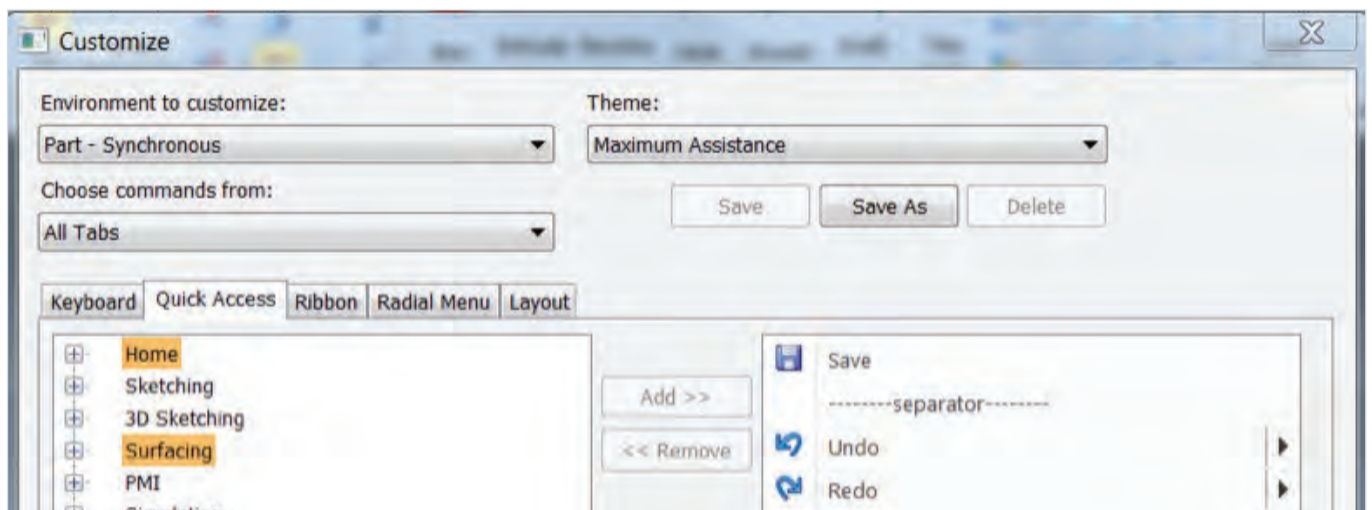 Customize
Environment to customize:
Theme:
Part - Synchronous
Maximum Assistance
Choose commands from:
Save
Save As
Delete
All Tabs
Keyboard
Quick Access
Ribbon
Radial Menu
Layout
Home
Sketching
3D Sketching
Surfacing
PMI
Add >>
<< Remove
Save
--------separator--------
Undo
Redo